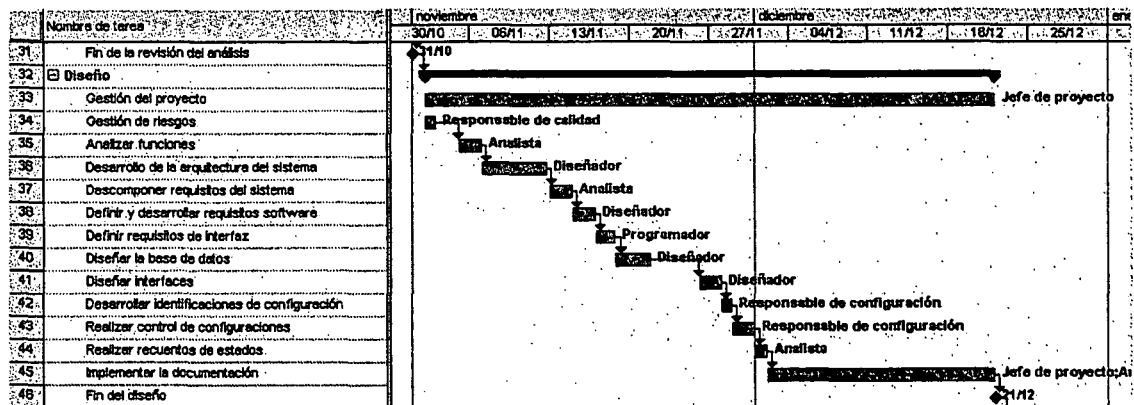 Nombre de tarea
noviembre diciembre
30/10 06/11 13/11 20/11 27/11 04/12 11/12 18/12 25/12
31 Fin de la revisión del análisis 31/10
32 Diseño
33 Gestión del proyecto Jefe de proyecto
34 Gestión de riesgos Responsable de calidad
35 Analizar funciones Analista
36 Desarrollo de la arquitectura del sistema Diseñador
37 Descomponer requisitos del sistema Analista
38 Definir y desarrollar requisitos software Diseñador
39 Definir requisitos de interfaz Programador
40 Diseñar la base de datos Diseñador
41 Diseñar interfaces Diseñador
42 Desarrollar identificaciones de configuración Responsable de configuración
43 Realizar control de configuraciones Responsable de configuración
44 Realizar recuentos de estados Analista
45 Implementar la documentación Jefe de proyecto;
46 Fin del diseño 21/12